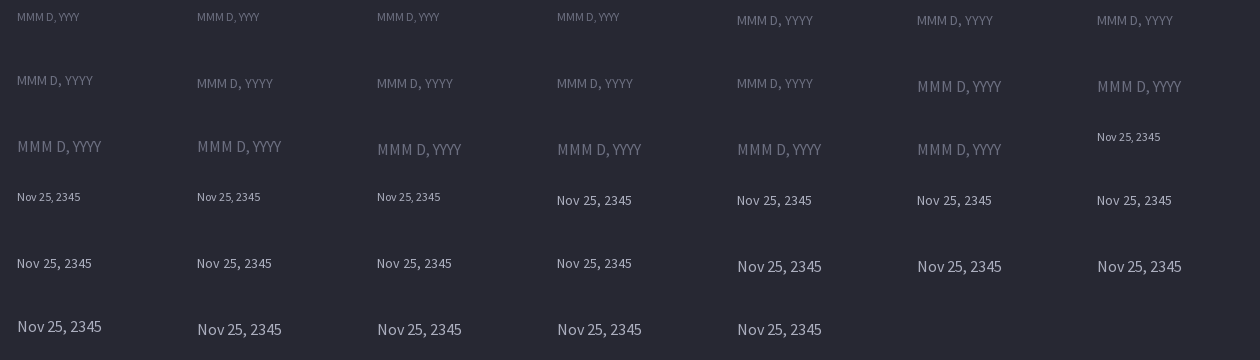 MMM D, YYYY MMM D, YYYY MMM D, YYYY MMM D, YYYY MMM D, YYYY MMM D, YYYY MMM D, YYYY
MMM D, YYYY MMM D, YYYY MMM D, YYYY MMM D, YYYY MMM D, YYYY MMM D, YYYY MMM D, YYYY
MMM D, YYYY MMM D, YYYY MMM D, YYYY MMM D, YYYY MMM D, YYYY MMM D, YYYY Nov 25, 2345
Nov 25, 2345 Nov 25, 2345 Nov 25, 2345 Nov 25, 2345 Nov 25, 2345 Nov 25, 2345 Nov 25, 2345
Nov 25, 2345 Nov 25, 2345 Nov 25, 2345 Nov 25, 2345 Nov 25, 2345 Nov 25, 2345 Nov 25, 2345
Nov 25, 2345 Nov 25, 2345 Nov 25, 2345 Nov 25, 2345 Nov 25, 2345